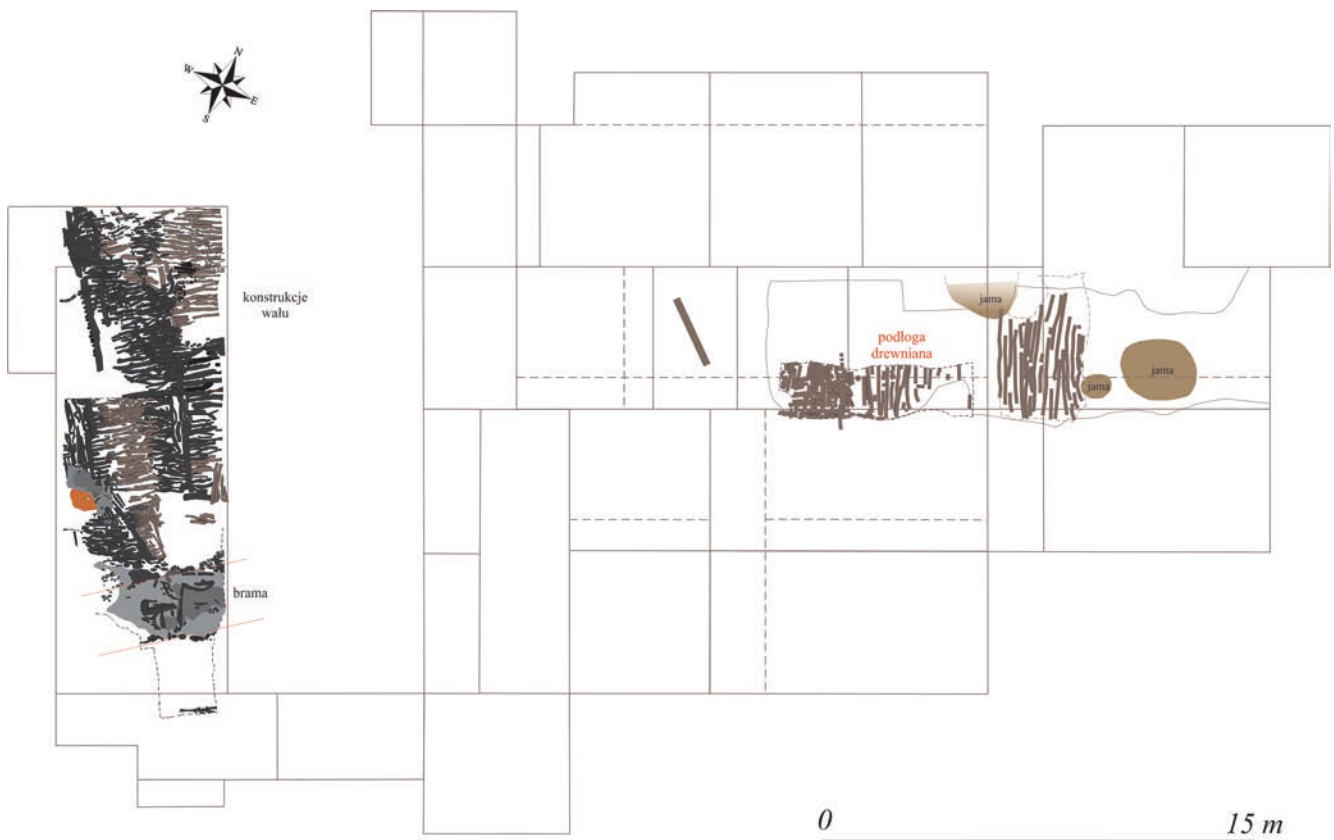 N
W
E
S
konstrukcje
wału
brama
podłoga
drewniana
jama
jama
jama
0
15 m